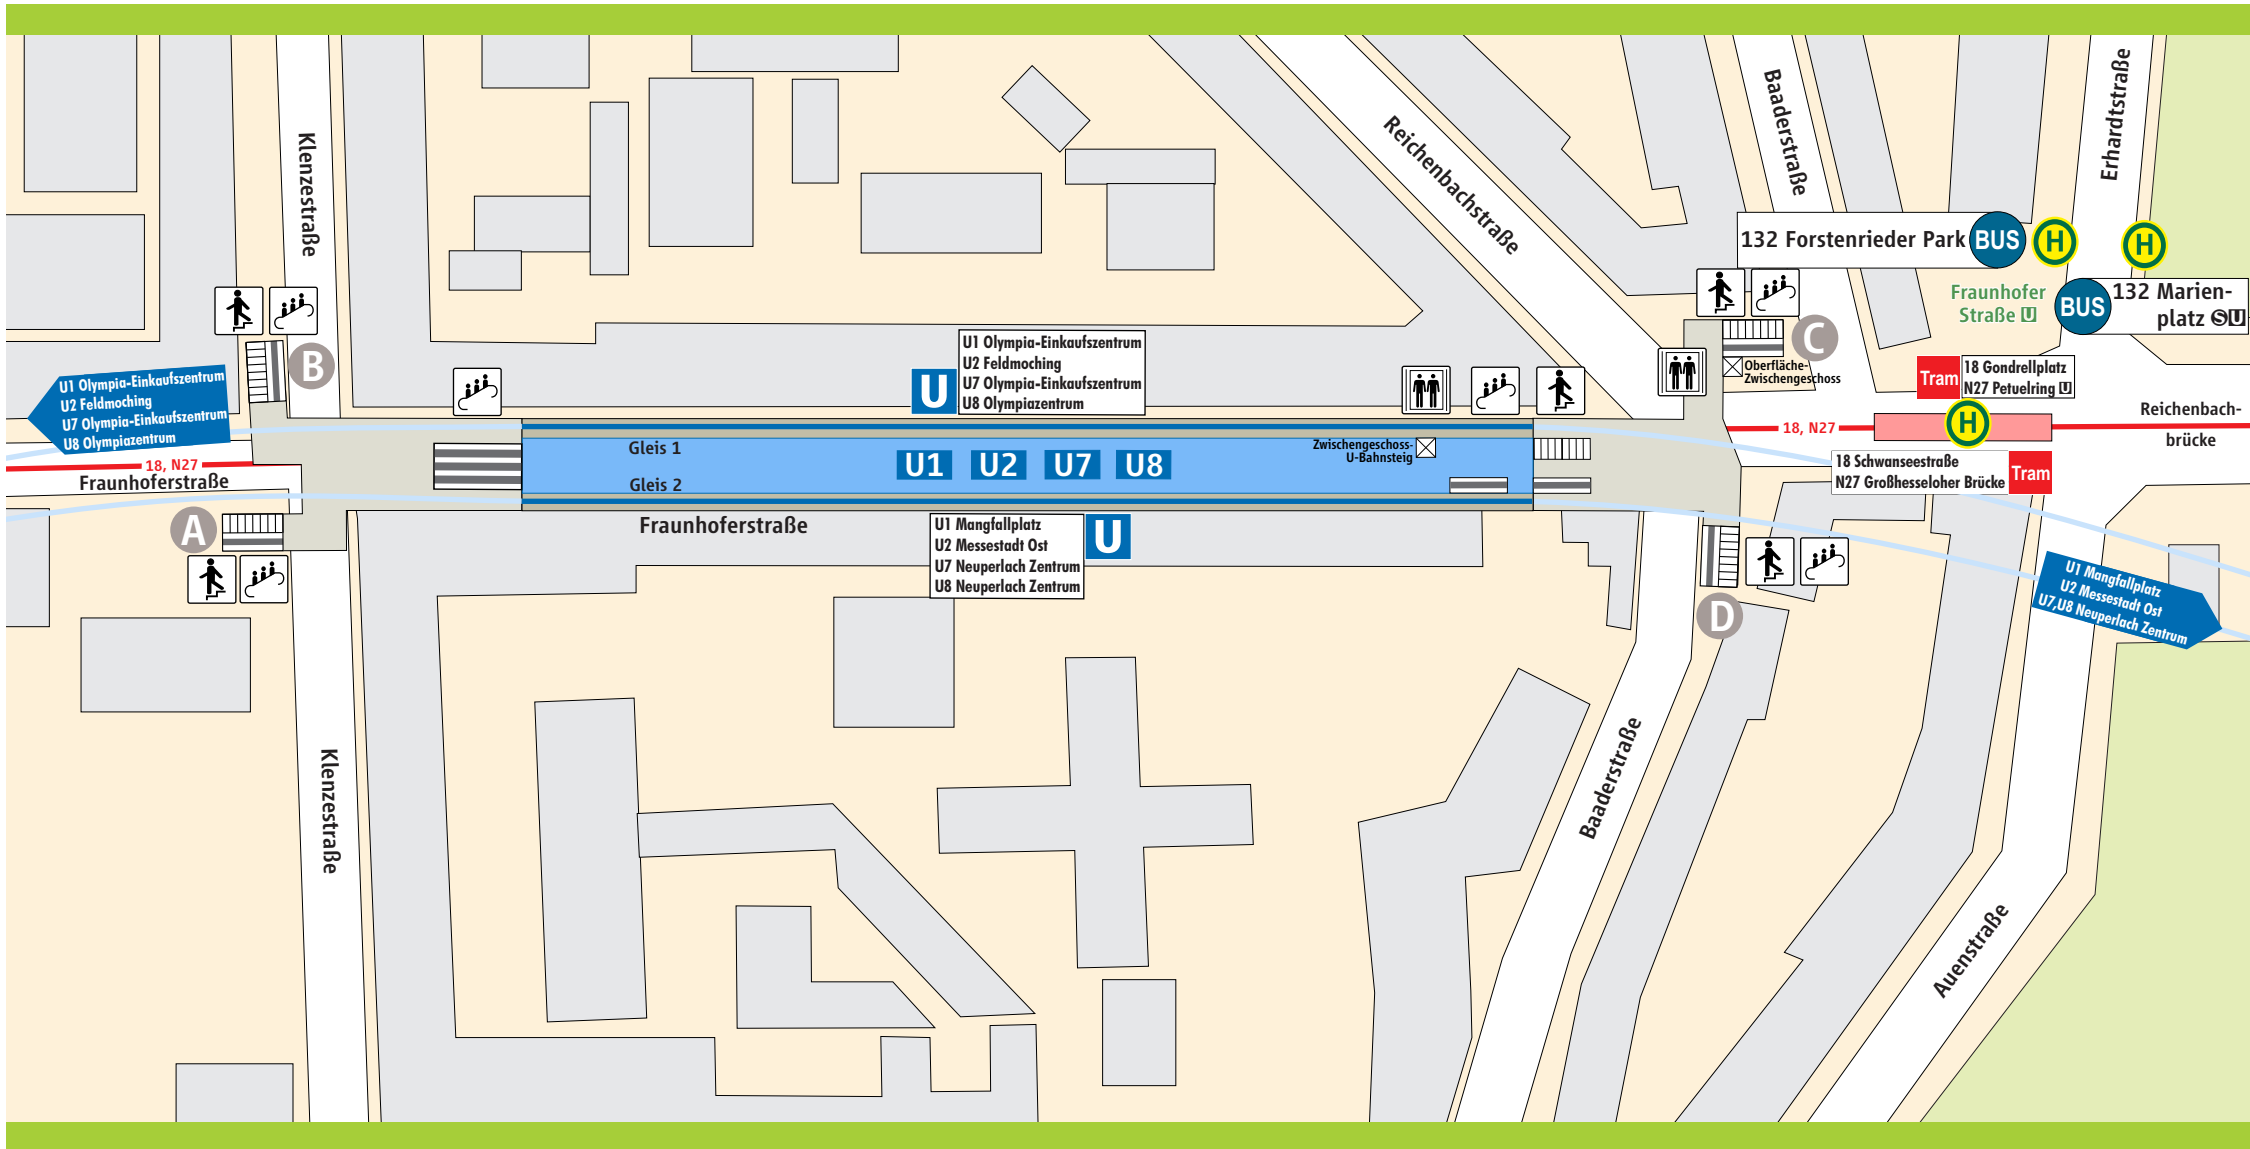 Klenzestraße
Reichenbachstraße
Baaderstraße
Erhardtstraße
132 Forstenrieder Park BUS
H
H
Fraunhofer
Straße U
BUS
132 Marien-
platz SU
B
C
Oberfläche-
Zwischengeschoss
U1 Olympia-Einkaufszentrum
U2 Feldmoching
U7 Olympia-Einkaufszentrum
U8 Olympiazentrum
U
U1 Olympia-Einkaufszentrum
U2 Feldmoching
U7 Olympia-Einkaufszentrum
U8 Olympiazentrum
Tram
18 Gondrellplatz
N27 Petuelring U
H
18, N27
Reichenbach-
brücke
18, N27
Fraunhoferstraße
Gleis 1
U1 U2 U7 U8
Gleis 2
Zwischengeschoss-
U-Bahnsteig
18 Schwanseestraße
N27 Großhesseloher Brücke
Tram
A
Fraunhoferstraße
U1 Mangfallplatz
U2 Messestadt Ost
U7 Neuperlach Zentrum
U8 Neuperlach Zentrum
U
D
U1 Mangfallplatz
U2 Messestadt Ost
U7,U8 Neuperlach Zentrum
Klenzestraße
Baaderstraße
Auenstraße